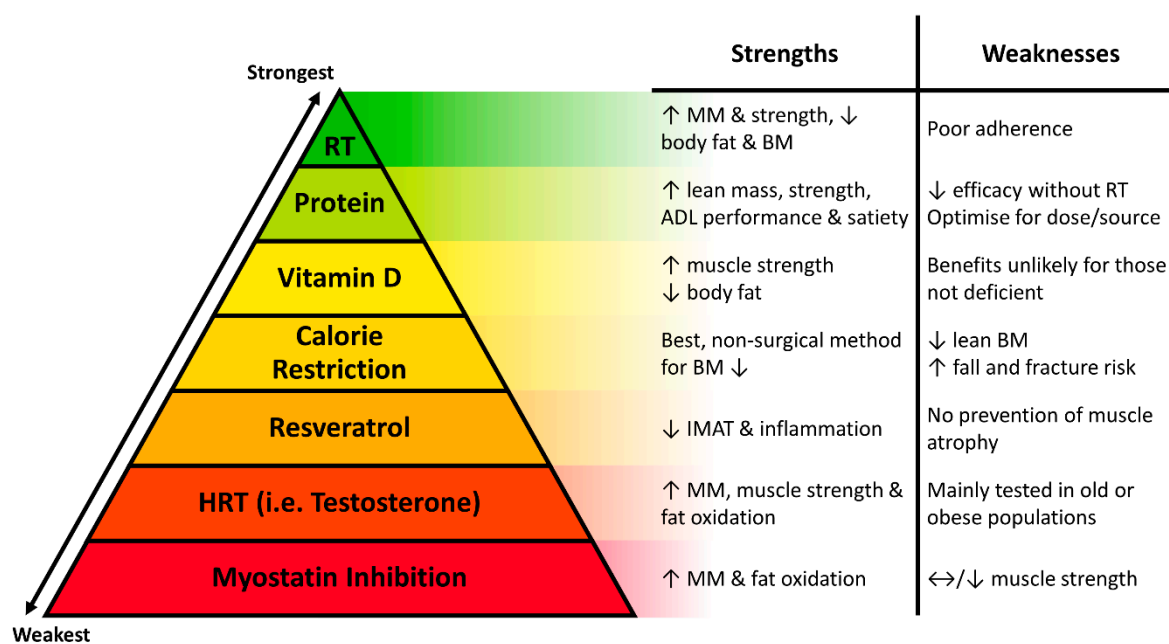 Strengths
Weaknesses
Strongest
RT
↑ MM & strength, ↓
body fat & BM
Poor adherence
Protein
↑ lean mass, strength,
ADL performance & satiety
↓ efficacy without RT
Optimise for dose/source
Vitamin D
↑ muscle strength
↓ body fat
Benefits unlikely for those
not deficient
Calorie
Restriction
Best, non-surgical method
for BM ↓
↓ lean BM
↑ fall and fracture risk
Resveratrol
↓ IMAT & inflammation
No prevention of muscle
atrophy
HRT (i.e. Testosterone)
↑ MM, muscle strength &
fat oxidation
Mainly tested in old or
obese populations
Myostatin Inhibition
↑ MM & fat oxidation
↔/↓ muscle strength
Weakest